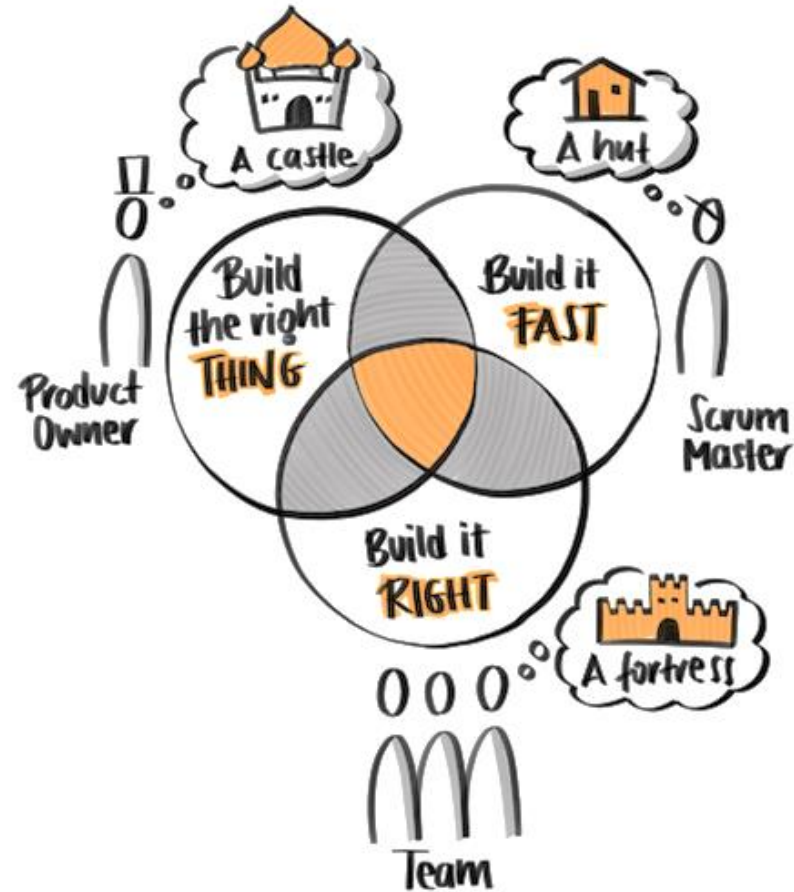 A castle
A hut
Build
the right
THING
Build it
FAST
Product
Owner
Scrum
Master
Build it
RIGHT
A fortress
Team